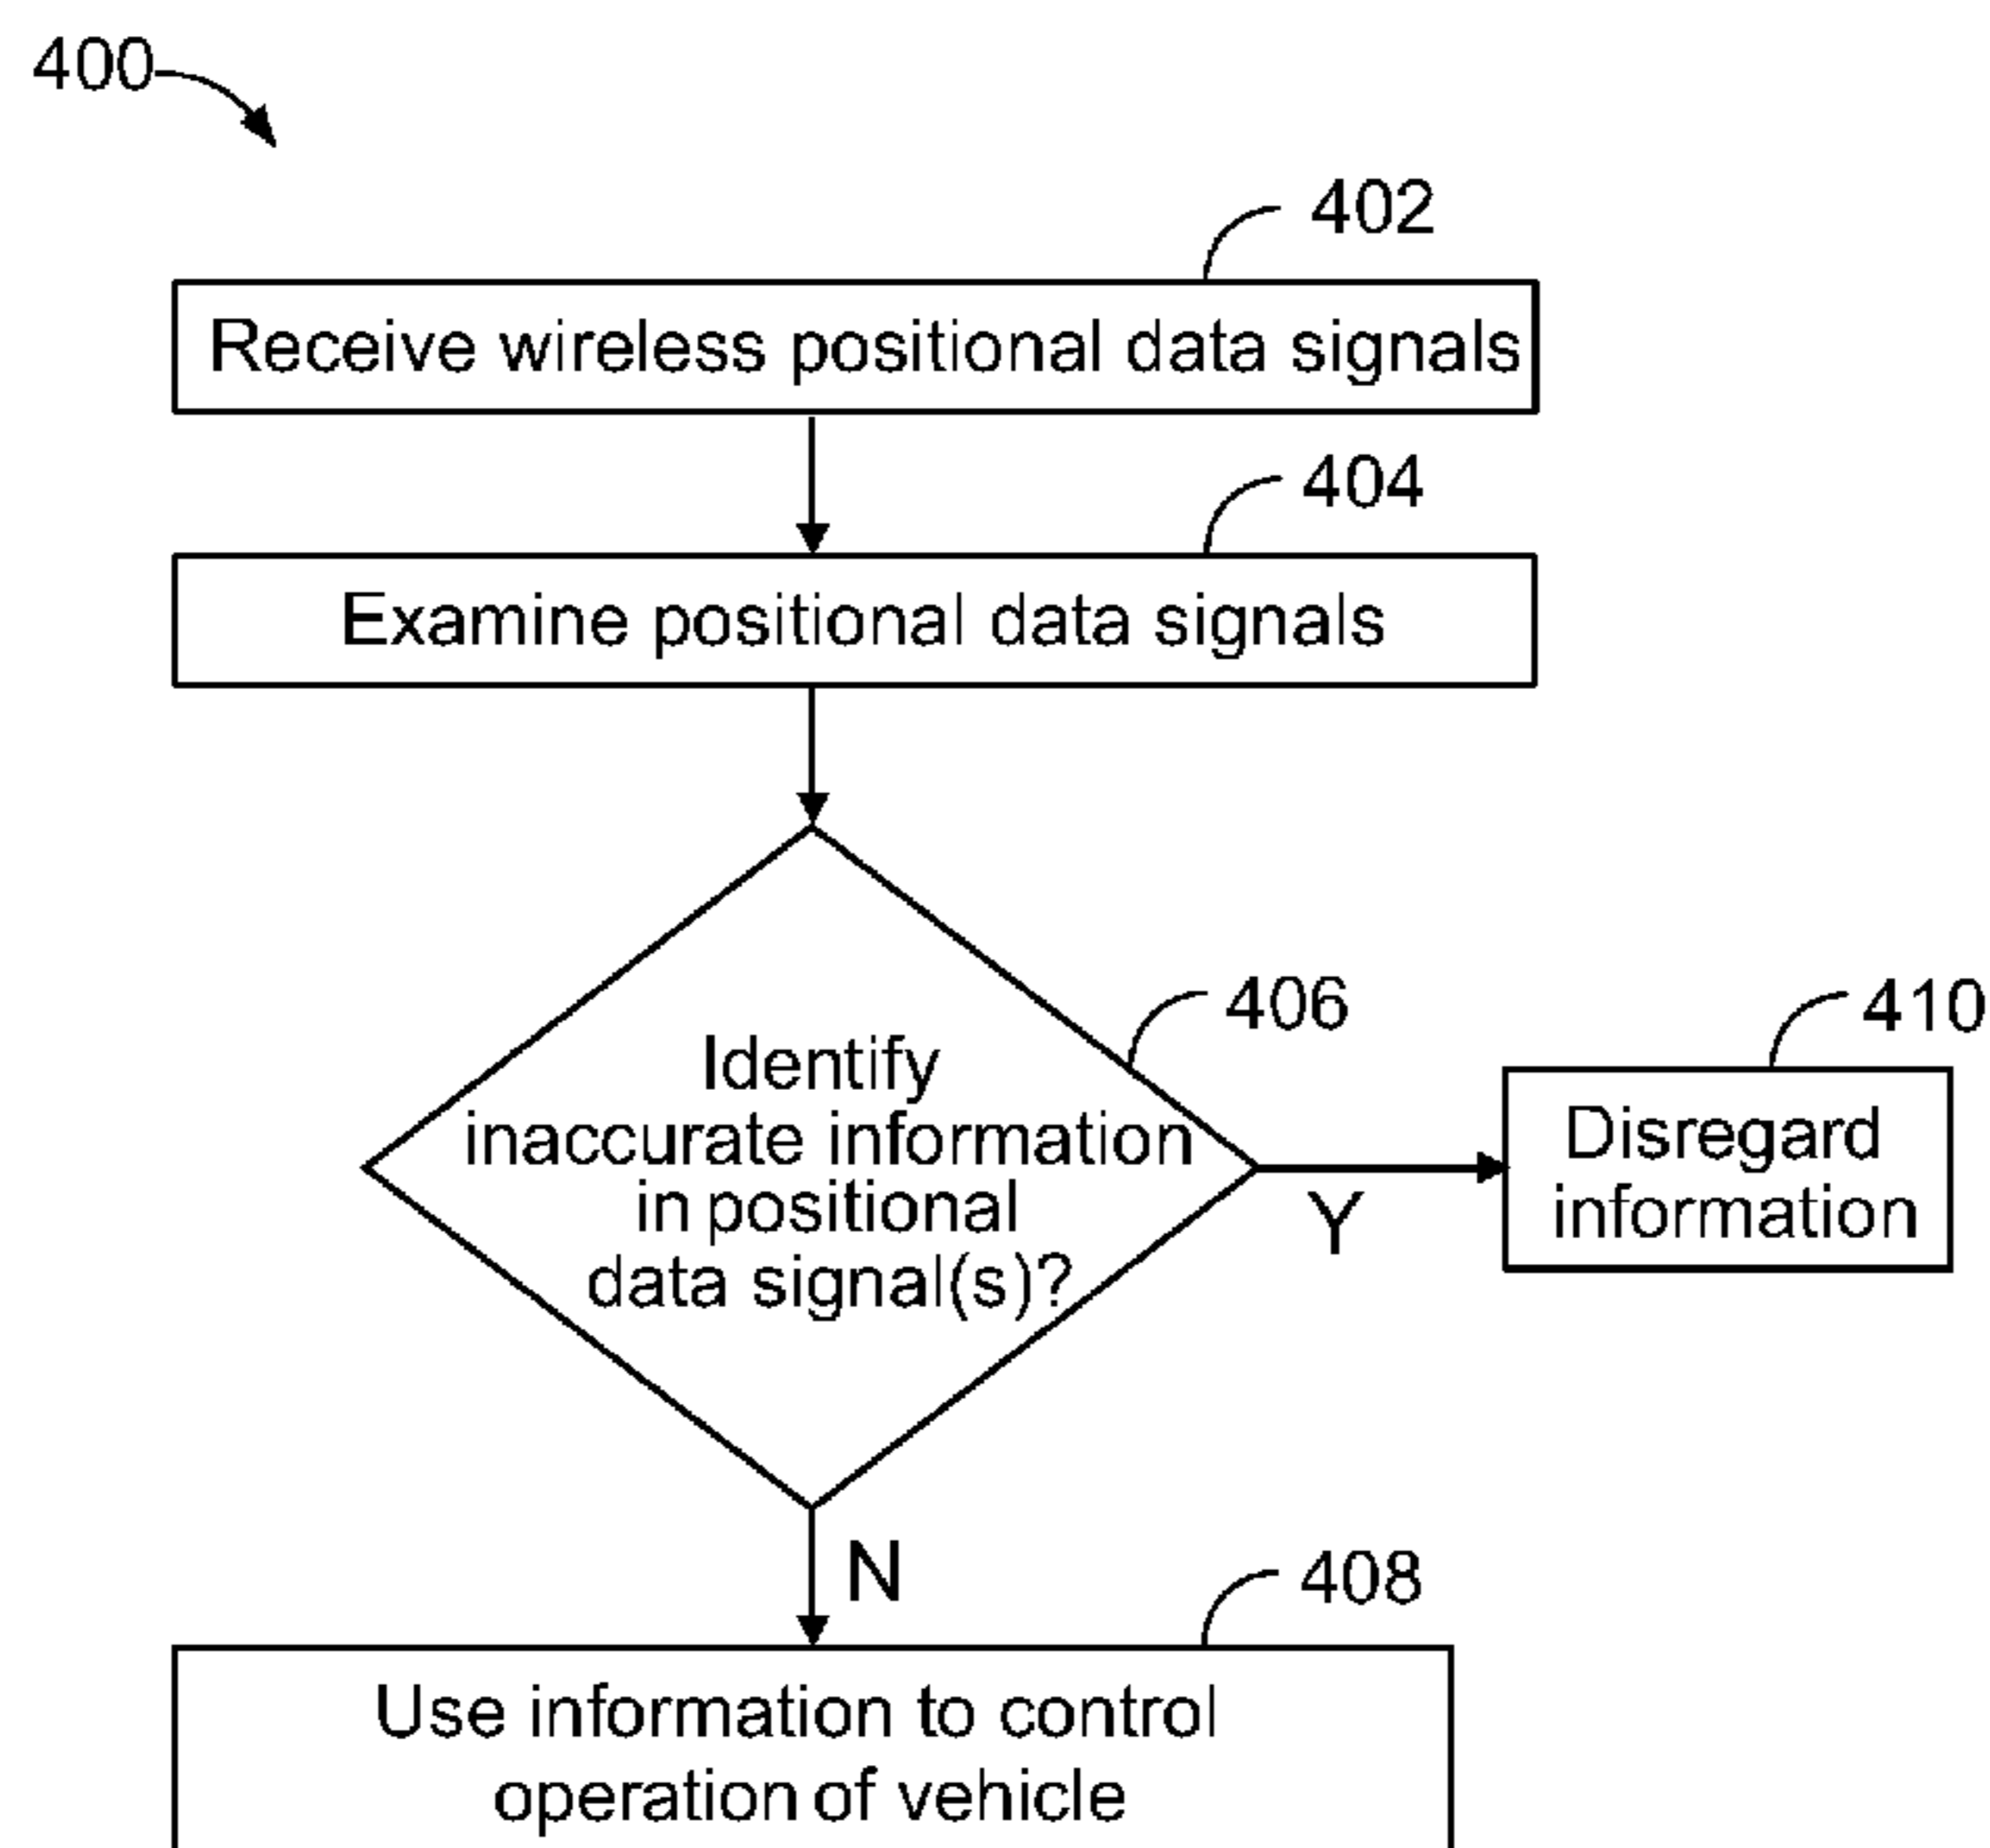 400
402
Receive wireless positional data signals
404
Examine positional data signals
406
Identify
inaccurate information
in positional
data signal(s)?
Y
410
Disregard
information
N
408
Use information to control
operation of vehicle